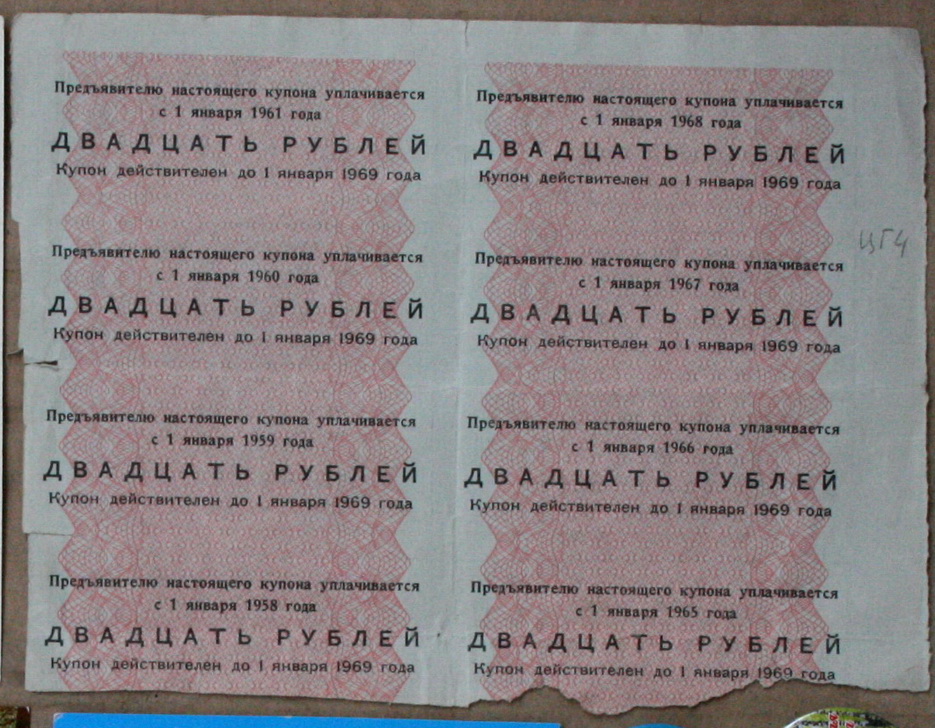 Предъявителю настоящего купона уплачивается
с 1 января 1961 года
ДВАДЦАТЬ РУБЛЕЙ
Купон действителен до 1 января 1969 года
Предъявителю настоящего купона уплачивается
с 1 января 1960 года
ДВАДЦАТЬ РУБЛЕЙ
Купон действителен до 1 января 1969 года
Предъявителю настоящего купона уплачивается
с 1 января 1959 года
ДВАДЦАТЬ РУБЛЕЙ
Купон действителен до 1 января 1969 года
Предъявителю настоящего купона уплачивается
с 1 января 1958 года
ДВАДЦАТЬ РУБЛЕЙ
Купон действителен до 1 января 1969 года
Предъявителю настоящего купона уплачивается
с 1 января 1968 года
ДВАДЦАТЬ РУБЛЕЙ
Купон действителен до 1 января 1969 года
Предъявителю настоящего купона уплачивается
с 1 января 1967 года
ДВАДЦАТЬ РУБЛЕЙ
Купон действителен до 1 января 1969 года
Предъявителю настоящего купона уплачивается
с 1 января 1966 года
ДВАДЦАТЬ РУБЛЕЙ
Купон действителен до 1 января 1969 года
Предъявителю настоящего купона уплачивается
с 1 января 1965 года
ДВАДЦАТЬ РУБЛЕЙ
Купон действителен до 1 января 1969 года